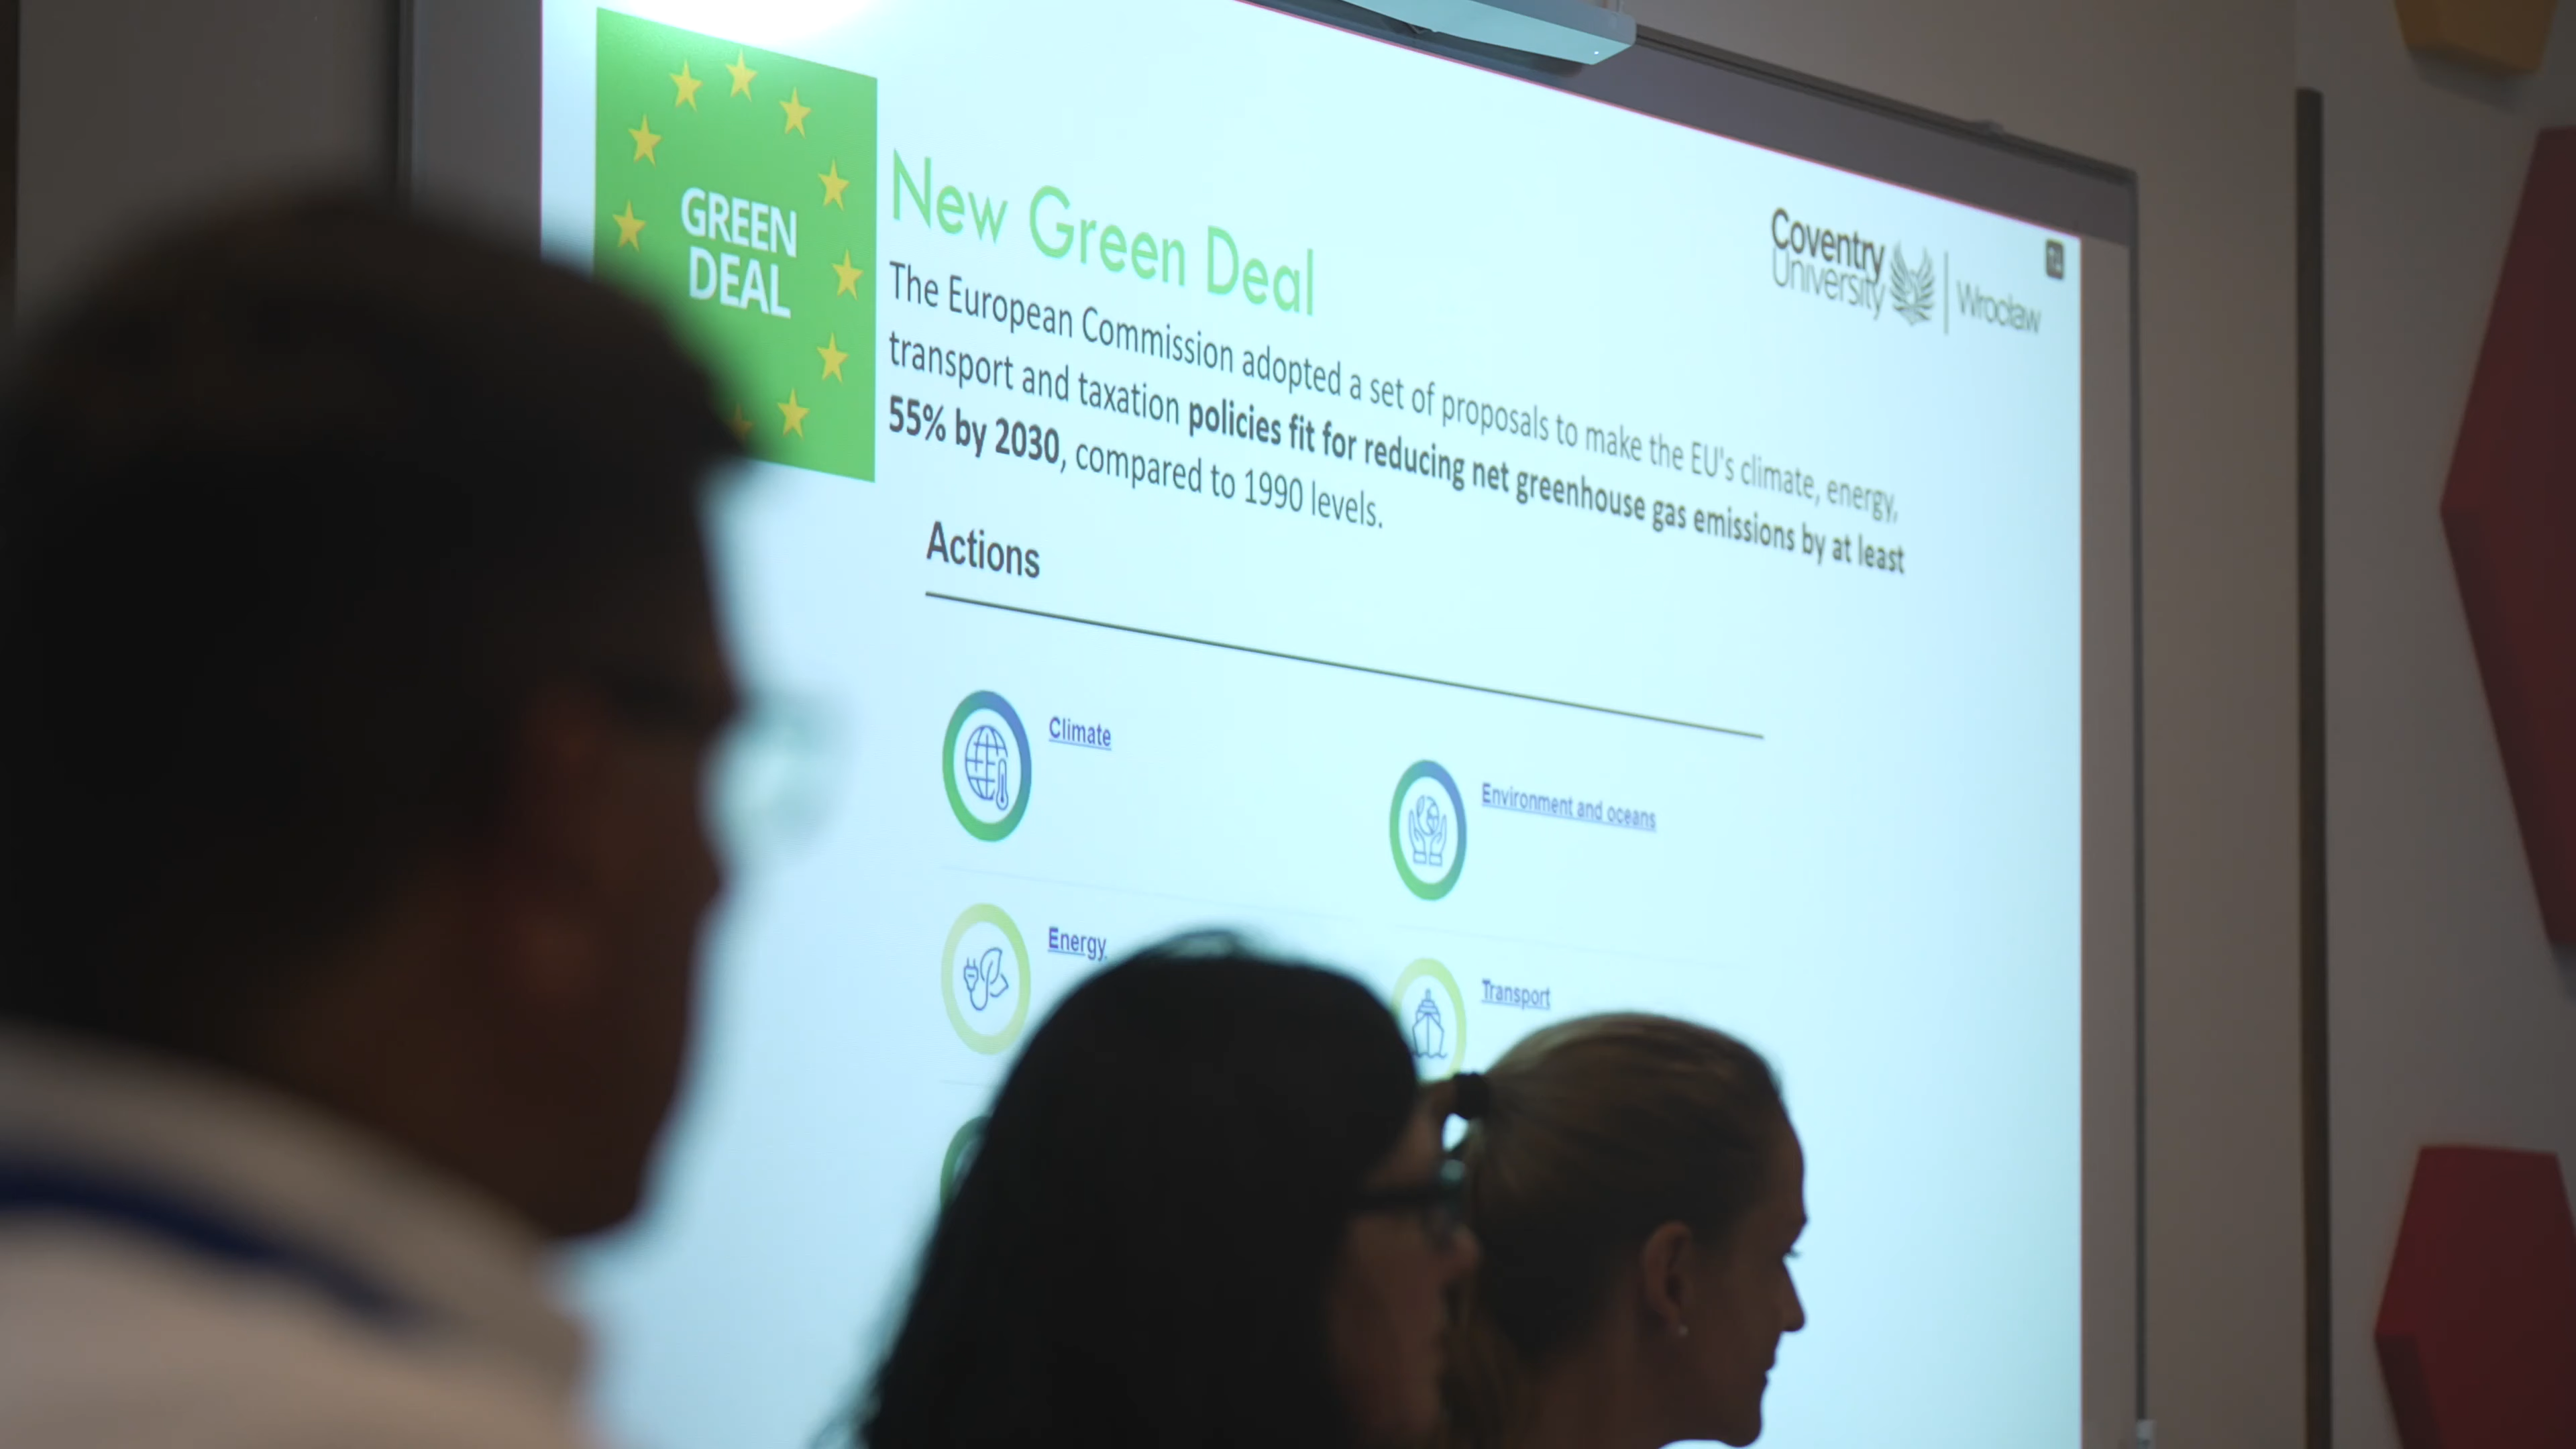 GREEN
DEAL
New Green Deal
Coventry
University
Wrocław
The European Commission adopted a set of proposals to make the EU's climate, energy,
transport and taxation policies fit for reducing net greenhouse gas emissions by at least
55% by 2030, compared to 1990 levels.
Actions
Climate
Environment and oceans
Energy
Transport